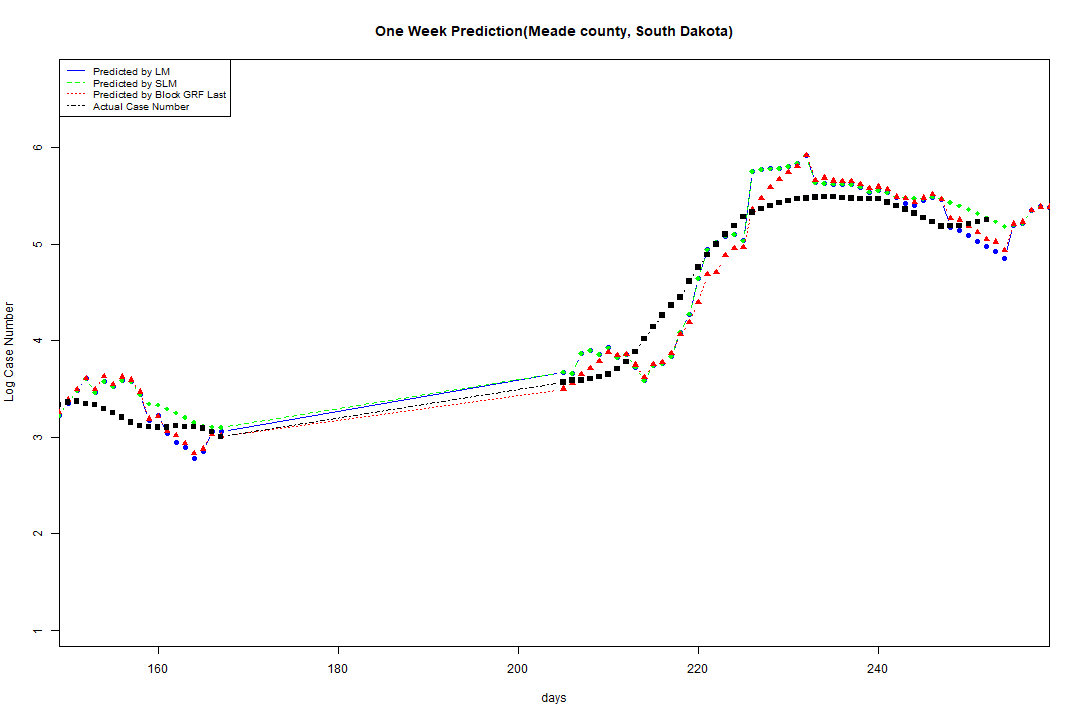 One Week Prediction(Meade county, South Dakota)
Predicted by LM
Predicted by SLM
Predicted by Block GRF Last
Actual Case Number
6
5
4
3
2
1
Log Case Number
160 180 200 220 240
days